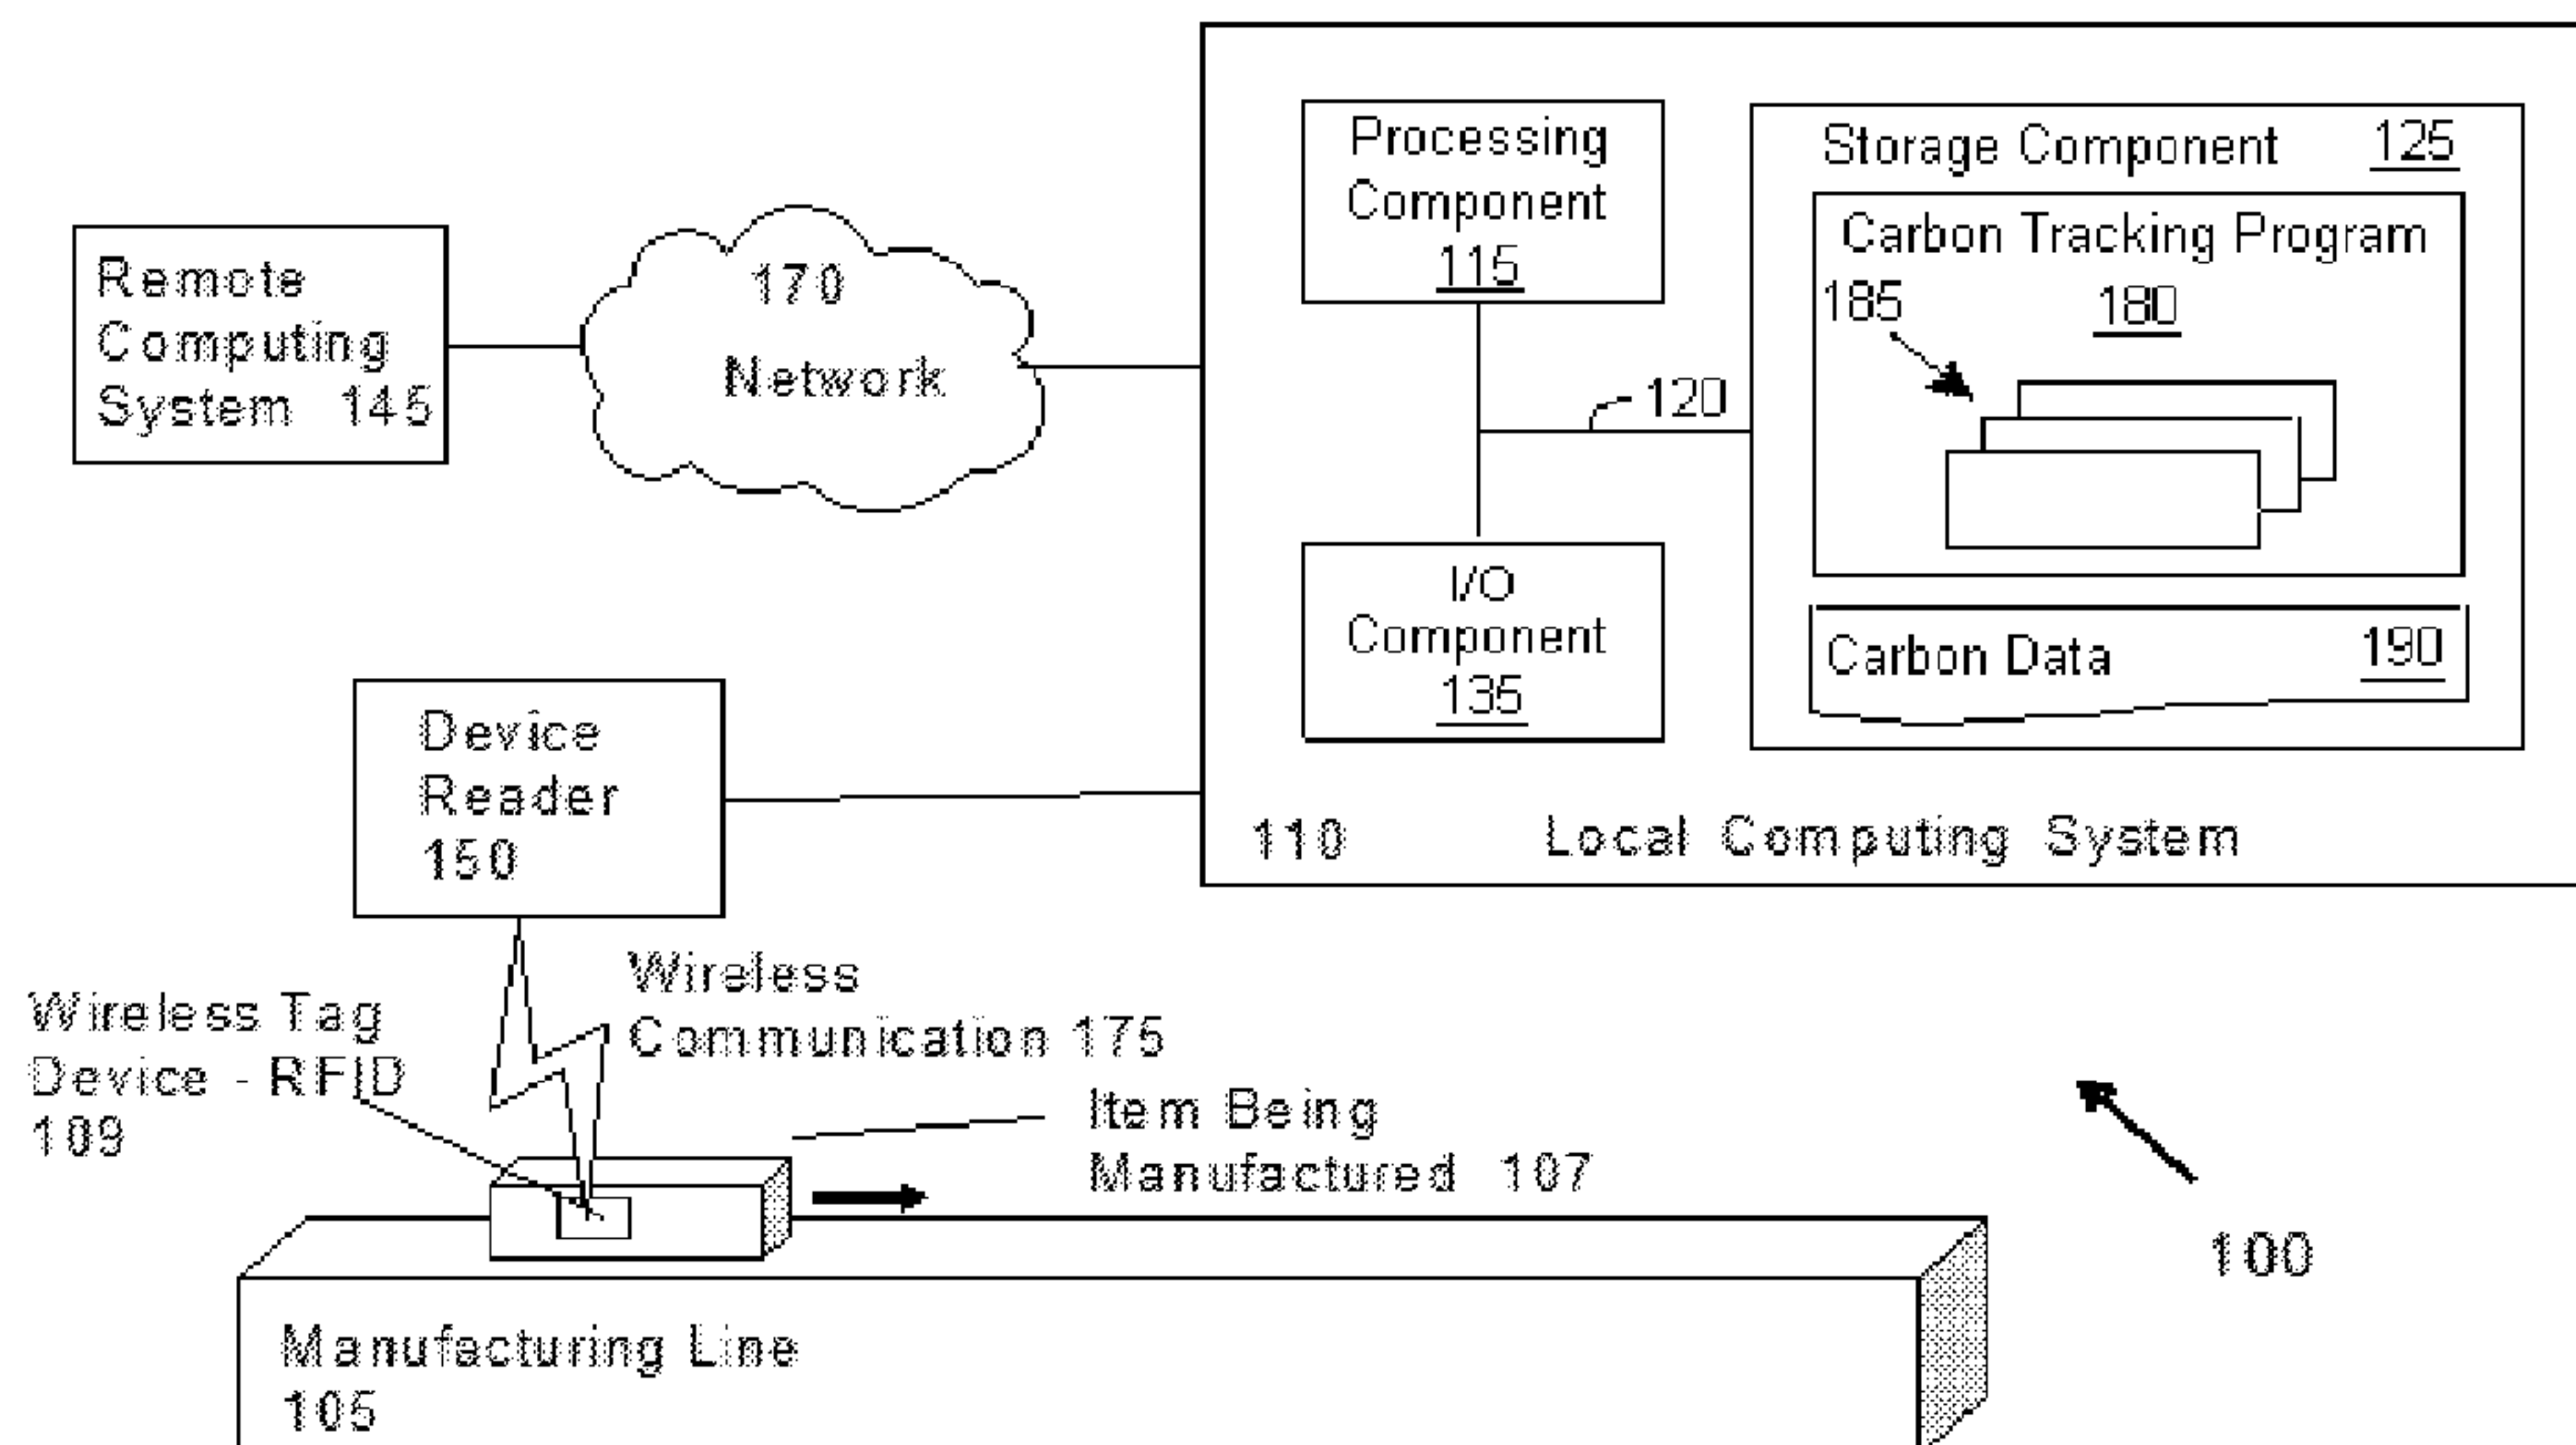 Remote
Computing
System 145
170
Network
Processing
Component
115
Storage Component 125
Carbon Tracking Program
185
180
120
I/O
Component
135
Carbon Data 190
110 Local Computing System
Device
Reader
150
Wireless
Communication 175
Wireless Tag
Device - RFID
109
Item Being
Manufactured 107
100
Manufacturing Line
105